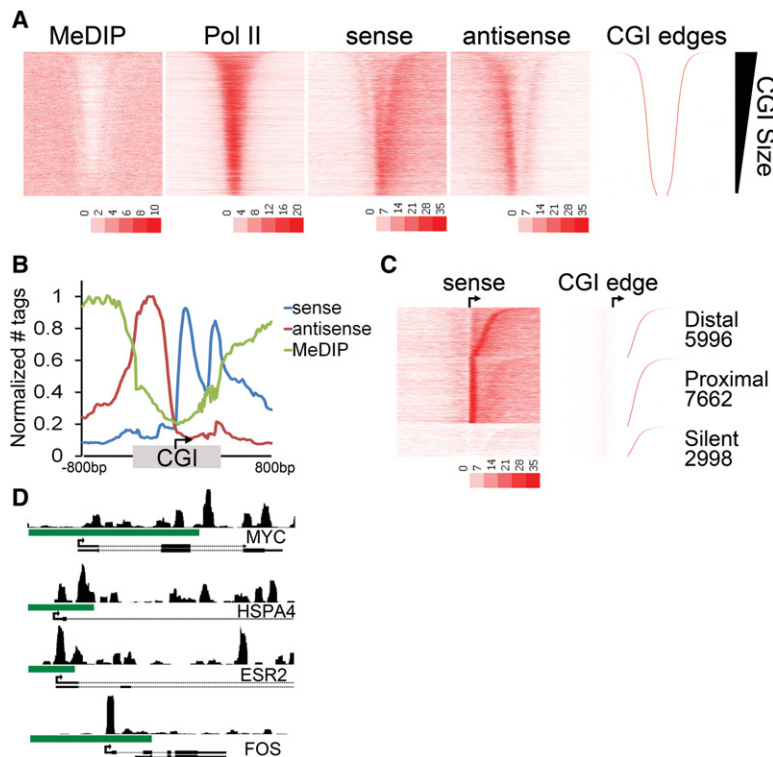 A
MeDIP Pol II sense antisense CGI edges
CGI Size
0 2 4 6 8 10
0 4 8 12 16 20
0 7 14 21 28 35
0 7 14 21 28 35
B
Normalized # tags
1
0.8
0.6
0.4
0.2
0
sense
antisense
MeDIP
CGI
-800bp 800bp
C
sense CGI edge
Distal
5996
Proximal
7662
Silent
2998
0 7 14 21 28 35
D
MYC
HSPA4
ESR2
FOS